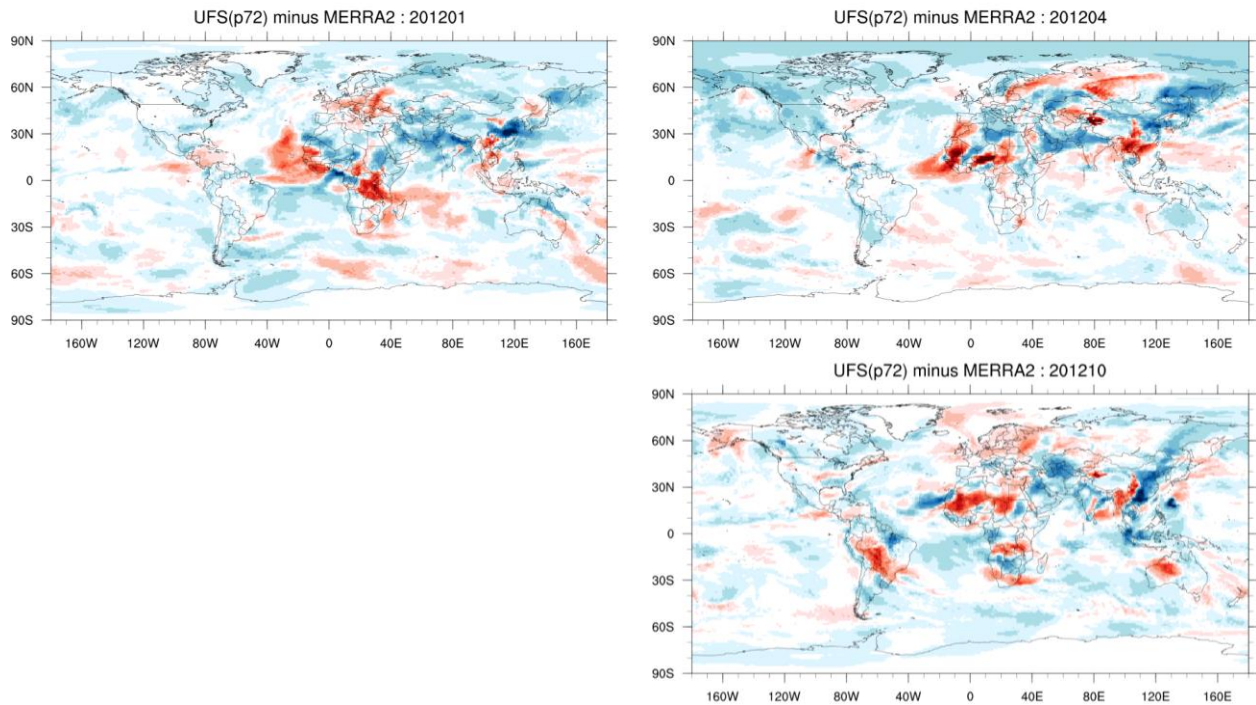 UFS(p72) minus MERRA2 : 201201
90N
60N
30N
0
30S
60S
90S
160W 120W 80W 40W 0 40E 80E 120E 160E
UFS(p72) minus MERRA2 : 201204
90N
60N
30N
0
30S
60S
90S
160W 120W 80W 40W 0 40E 80E 120E 160E
UFS(p72) minus MERRA2 : 201210
90N
60N
30N
0
30S
60S
90S
160W 120W 80W 40W 0 40E 80E 120E 160E